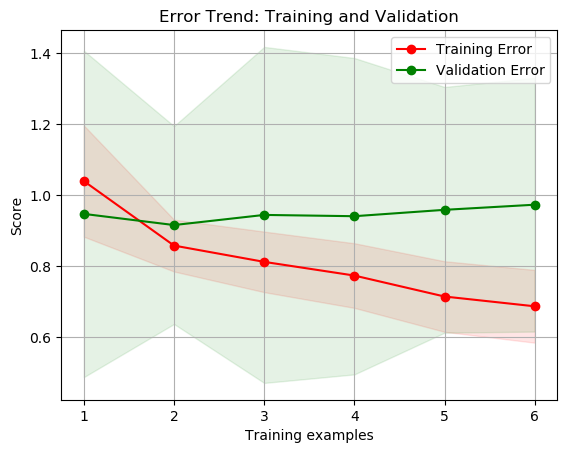 Error Trend: Training and Validation
Training Error
Validation Error
1.4
1.2
1.0
0.8
0.6
Score
1 2 3 4 5 6
Training examples